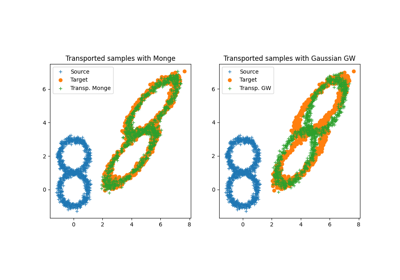 Transported samples with Monge
Source
Target
Transp. Monge
6
4
2
0
0
2
4
6
8
Transported samples with Gaussian GW
Source
Target
Transp. GW
6
4
2
0
0
2
4
6
8